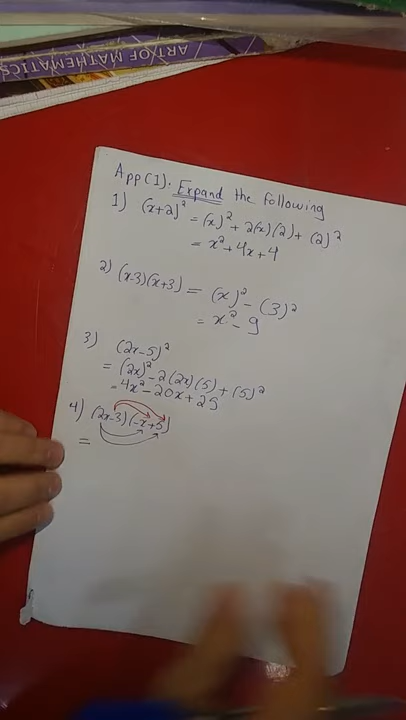 ART OF MATHEMATICS
App(1). Expand the following
1) (x+2)² = (x)² + 2(x)(2) + (2)²
= x² + 4x + 4
2) (x-3)(x+3) = (x)² - (3)²
= x² - 9
3) (2x-5)²
= (2x)² - 2(2x)(5) + (5)²
= 4x² - 20x + 25
4) (2x-3)(-x+5)
=